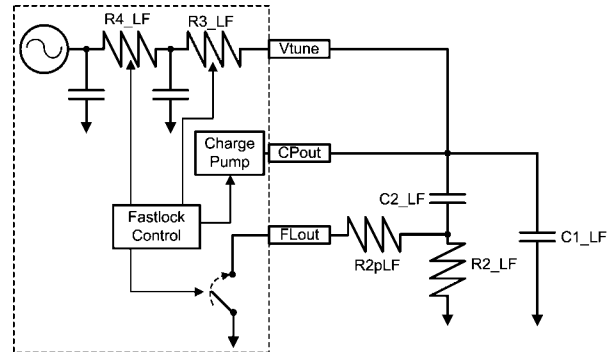 R4_LF
R3_LF
Vtune
Charge
Pump
CPout
C2_LF
Fastlock
Control
FLout
R2pLF
R2_LF
C1_LF